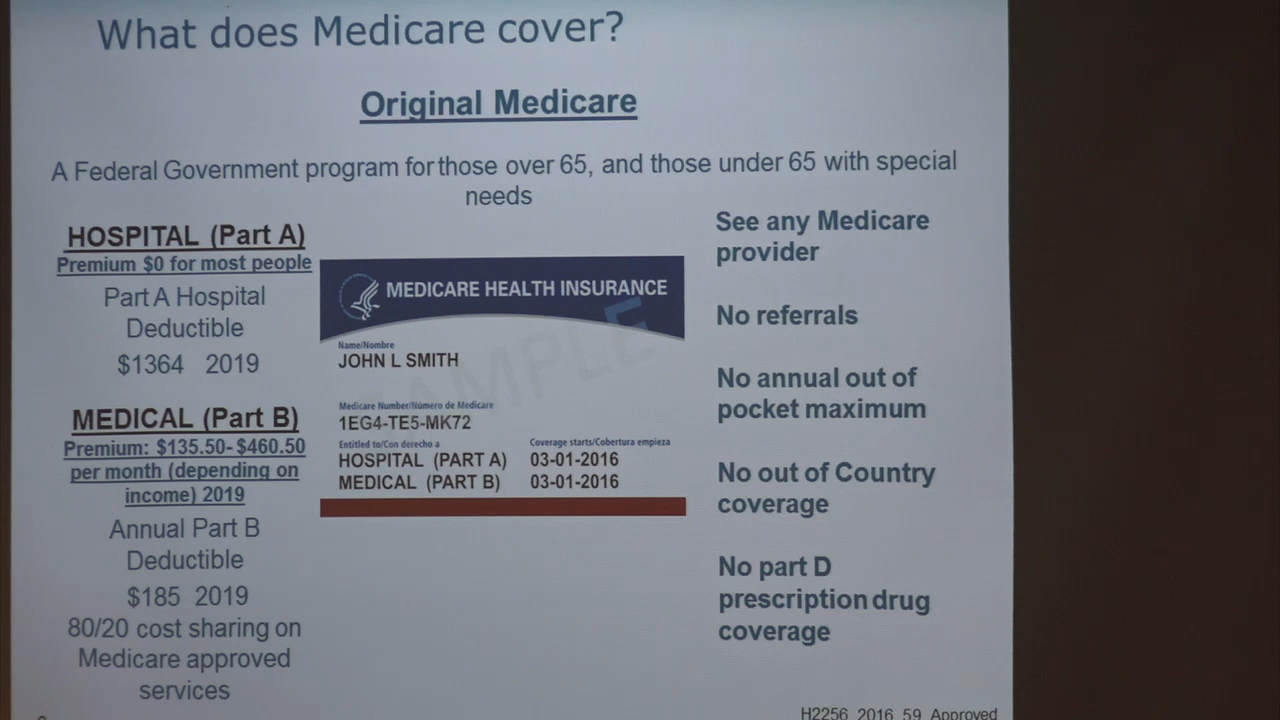 What does Medicare cover?
Original Medicare
A Federal Government program for those over 65, and those under 65 with special
needs
HOSPITAL (Part A)
Premium $0 for most people
Part A Hospital
Deductible
$1364 2019
MEDICAL (Part B)
Premium: $135.50-$460.50
per month (depending on
income) 2019
Annual Part B
Deductible
$185 2019
80/20 cost sharing on
Medicare approved
services
MEDICARE HEALTH INSURANCE
SAMPLE
Name/Nombre
JOHN L SMITH
Medicare Number/Número de Medicare
1EG4-TE5-MK72
Entitled to/Con derecho a Coverage starts/Cobertura empieza
HOSPITAL (PART A) 03-01-2016
MEDICAL (PART B) 03-01-2016
See any Medicare
provider
No referrals
No annual out of
pocket maximum
No out of Country
coverage
No part D
prescription drug
coverage
H2256_2016_59_Approved